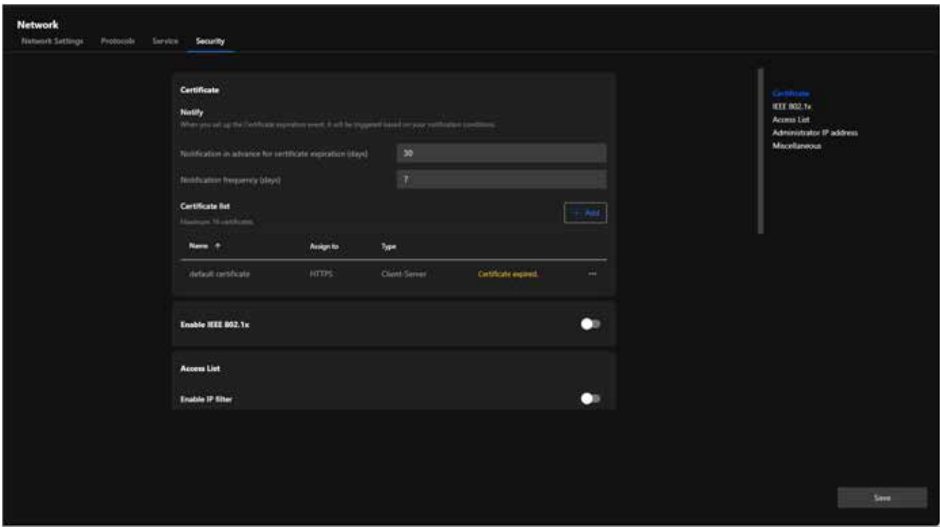 Network
Network Settings Protocols Service Security
Certificate
Notify
When you set up the Certificate expiration event, it will be triggered based on your notification conditions.
Notification in advance for certificate expiration (days) 30
Notification frequency (days) 7
Certificate list
+ Add
Maximum certificates.
Name ↑ Assign to Type
default certificate HTTPS Client-Server Certificate expired. ...
Enable IEEE 802.1x
Access List
Enable IP filter
Certificate
IEEE 802.1x
Access List
Administrator IP address
Miscellaneous
Save